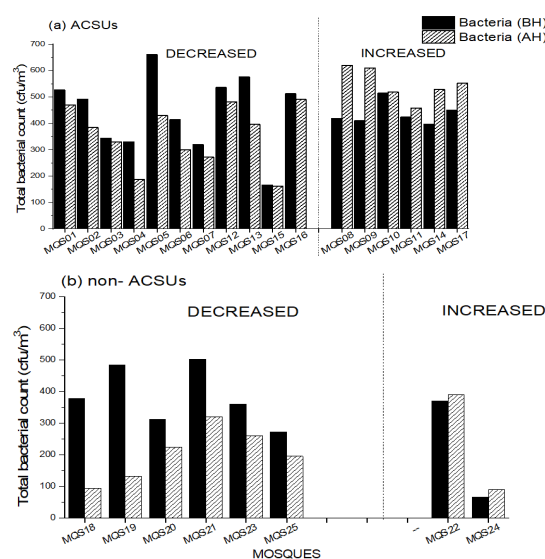 Bacteria (BH)
Bacteria (AH)
(a) ACSUs
DECREASED
INCREASED
Total bacterial count (cfu/m³)
700
600
500
400
300
200
100
0
MQS01 MQS02 MQS03 MQS04 MQS05 MQS06 MQS07 MQS12 MQS13 MQS15 MQS16 MQS08 MQS09 MQS10 MQS11 MQS14 MQS17
(b) non- ACSUs
DECREASED
INCREASED
Total bacterial count (cfu/m³)
700
600
500
400
300
200
100
0
MQS18 MQS19 MQS20 MQS21 MQS23 MQS25 -- MQS22 MQS24
MOSQUES